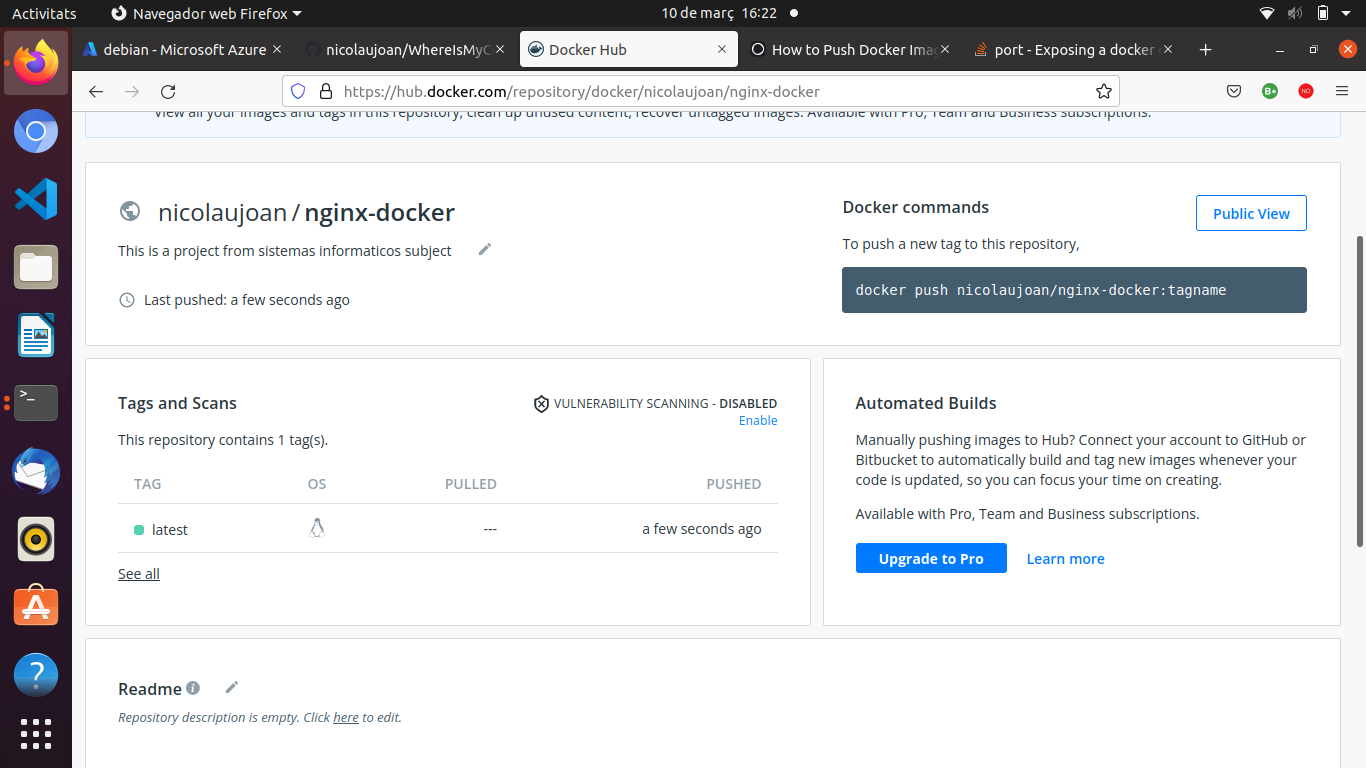 Activitats
Navegador web Firefox
10 de març 16:22
debian - Microsoft Azure
nicolaujoan/WhereIsMyC
Docker Hub
How to Push Docker Ima
port - Exposing a docker
https://hub.docker.com/repository/docker/nicolaujoan/nginx-docker
B+
NO
View all your images and tags in this repository, clean up unused content, recover untagged images. Available with Pro, Team and Business subscriptions.
nicolaujoan / nginx-docker
This is a project from sistemas informaticos subject
Last pushed: a few seconds ago
Docker commands
Public View
To push a new tag to this repository,
docker push nicolaujoan/nginx-docker:tagname
Tags and Scans
VULNERABILITY SCANNING - DISABLED
Enable
This repository contains 1 tag(s).
TAG OS PULLED PUSHED
latest --- a few seconds ago
See all
Automated Builds
Manually pushing images to Hub? Connect your account to GitHub or
Bitbucket to automatically build and tag new images whenever your
code is updated, so you can focus your time on creating.
Available with Pro, Team and Business subscriptions.
Upgrade to Pro
Learn more
Readme
Repository description is empty. Click here to edit.